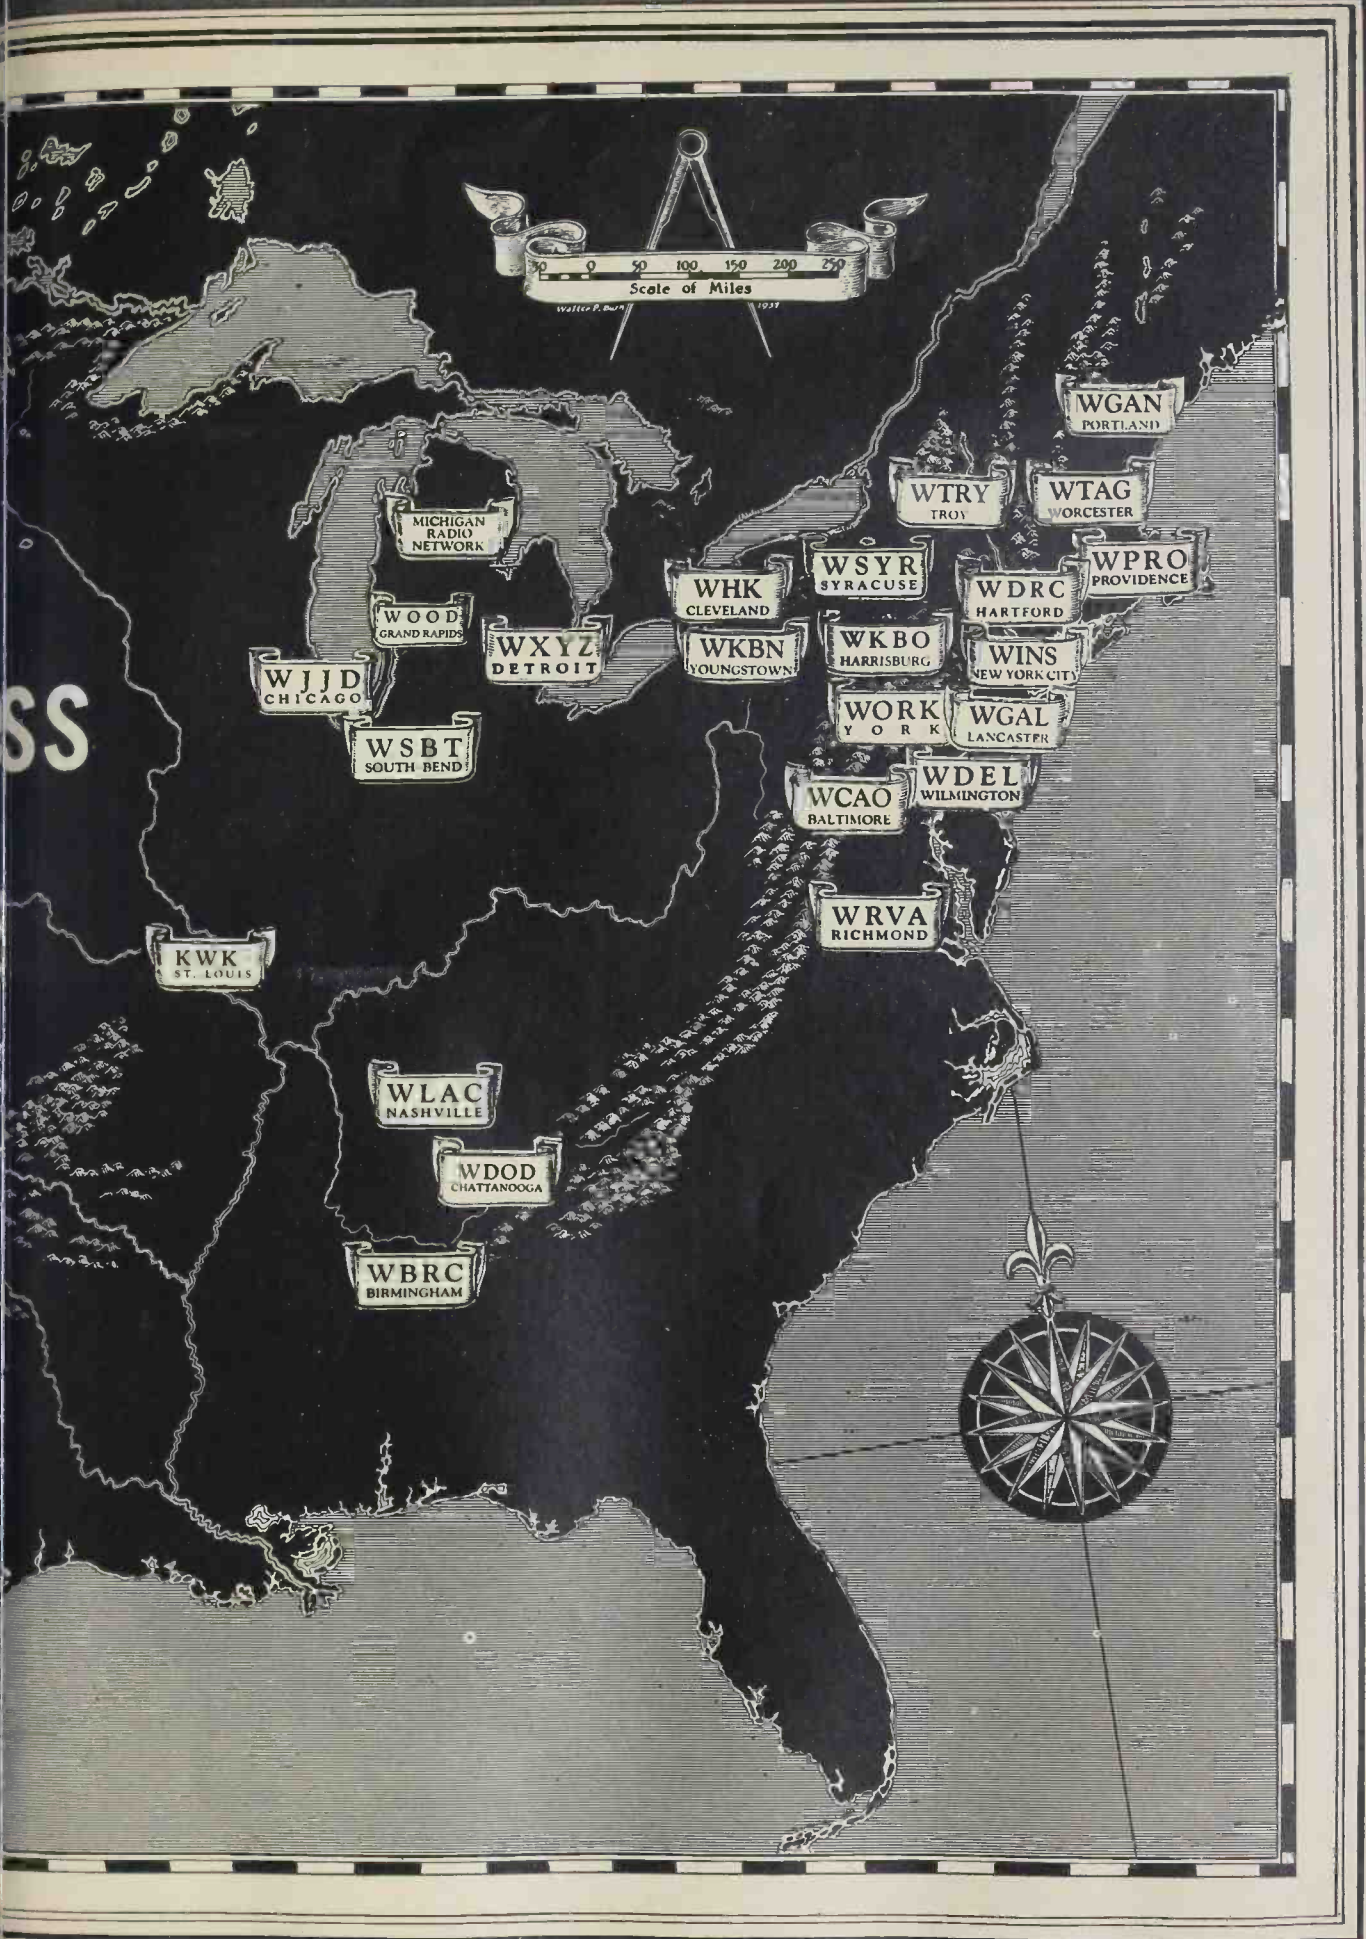 50 0 50 100 150 200 250
Scale of Miles
1937
WGAN
PORTLAND
WTRY
TROY
WTAG
WORCESTER
MICHIGAN
RADIO
NETWORK
WSYR
SYRACUSE
WPRO
PROVIDENCE
WHK
CLEVELAND
WDRC
HARTFORD
WOOD
GRAND RAPIDS
WXYZ
DETROIT
WKBN
YOUNGSTOWN
WKBO
HARRISBURG
WINS
NEW YORK CITY
WJJD
CHICAGO
SS
WORK
YORK
WGAL
LANCASTER
WSBT
SOUTH BEND
WDEL
WILMINGTON
WCAO
BALTIMORE
WRVA
RICHMOND
KWK
ST. LOUIS
WLAC
NASHVILLE
WDOD
CHATTANOOGA
WBRC
BIRMINGHAM